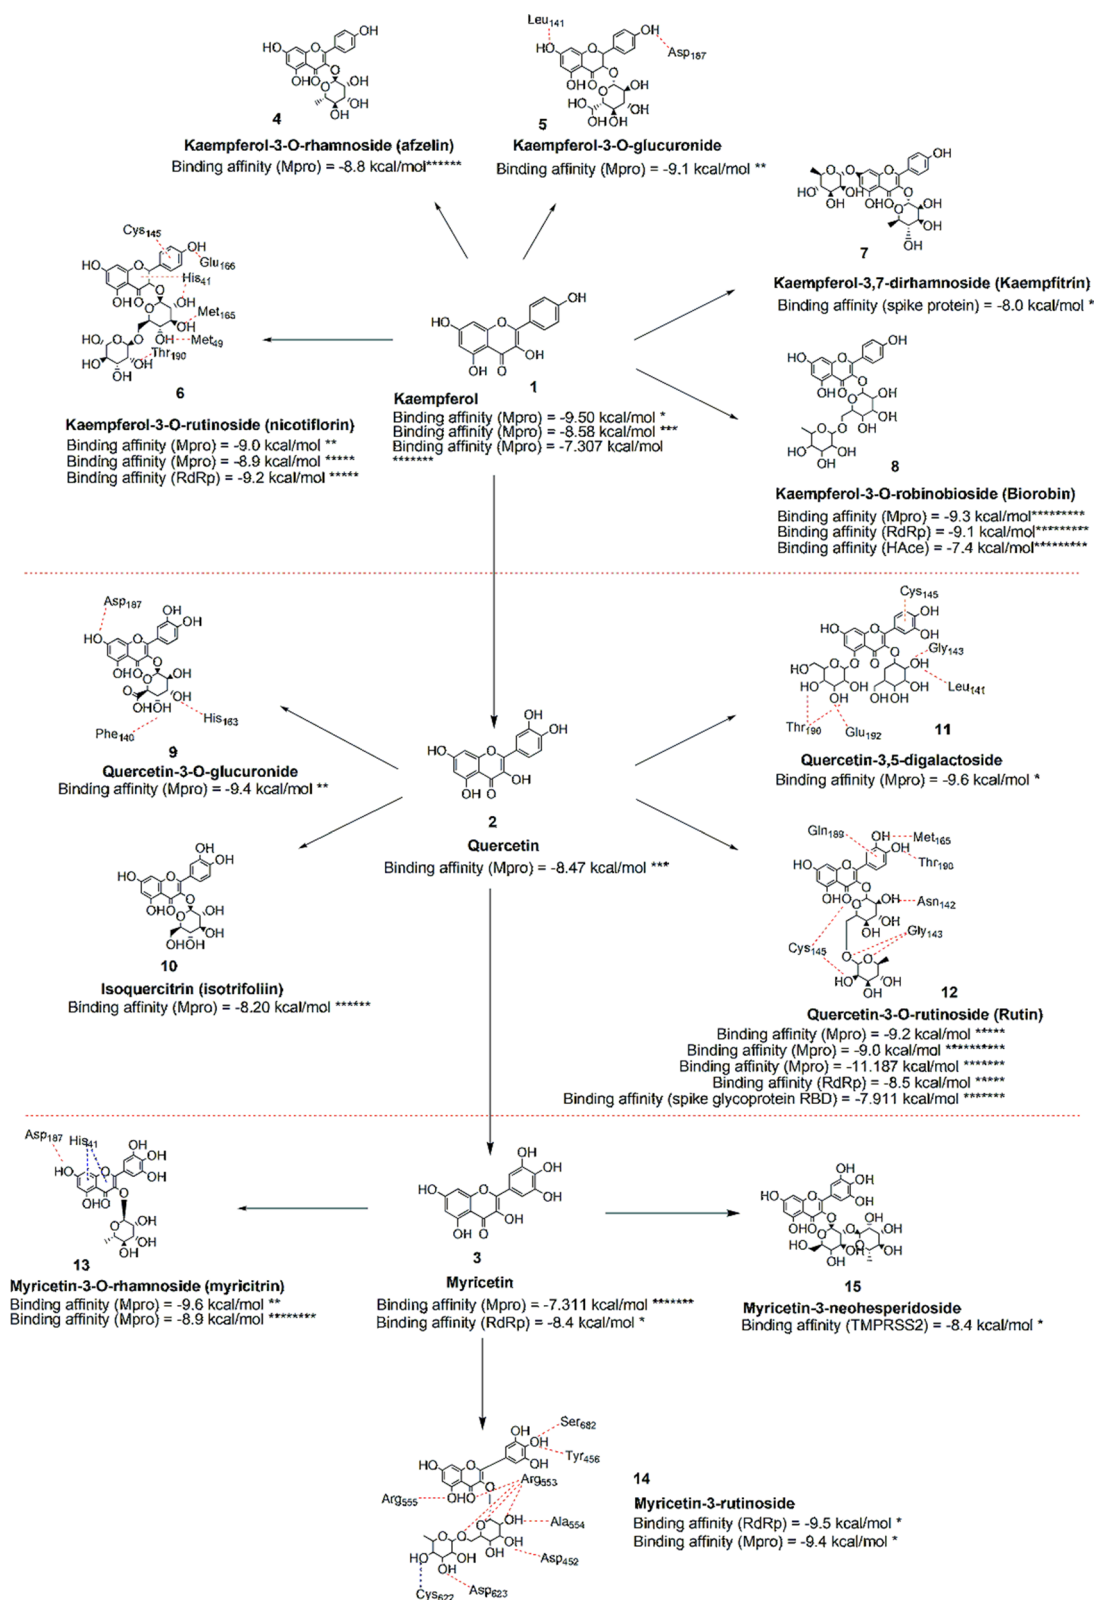 Leu141
Asp187
4
Kaempferol-3-O-rhamnoside (afzelin)
Binding affinity (Mpro) = -8.8 kcal/mol******
5
Kaempferol-3-O-glucuronide
Binding affinity (Mpro) = -9.1 kcal/mol **
7
Kaempferol-3,7-dirhamnoside (Kaempfitrin)
Binding affinity (spike protein) = -8.0 kcal/mol *
Cys145
Glu166
His41
Met165
Met49
Thr190
6
Kaempferol-3-O-rutinoside (nicotiflorin)
Binding affinity (Mpro) = -9.0 kcal/mol **
Binding affinity (Mpro) = -8.9 kcal/mol *****
Binding affinity (RdRp) = -9.2 kcal/mol *****
1
Kaempferol
Binding affinity (Mpro) = -9.50 kcal/mol *
Binding affinity (Mpro) = -8.58 kcal/mol ***
Binding affinity (Mpro) = -7.307 kcal/mol
*******
8
Kaempferol-3-O-robinobioside (Biorobin)
Binding affinity (Mpro) = -9.3 kcal/mol*********
Binding affinity (RdRp) = -9.1 kcal/mol*********
Binding affinity (HAce) = -7.4 kcal/mol*********
Asp187
His163
Phe140
9
Quercetin-3-O-glucuronide
Binding affinity (Mpro) = -9.4 kcal/mol **
Cys145
Gly143
Leu141
Thr190
Glu192
11
Quercetin-3,5-digalactoside
Binding affinity (Mpro) = -9.6 kcal/mol *
2
Quercetin
Binding affinity (Mpro) = -8.47 kcal/mol ***
10
Isoquercitrin (isotrifoliin)
Binding affinity (Mpro) = -8.20 kcal/mol ******
Gln189
Met165
Thr190
Asn142
Gly143
Cys145
12
Quercetin-3-O-rutinoside (Rutin)
Binding affinity (Mpro) = -9.2 kcal/mol *****
Binding affinity (Mpro) = -9.0 kcal/mol **********
Binding affinity (Mpro) = -11.187 kcal/mol *******
Binding affinity (RdRp) = -8.5 kcal/mol *****
Binding affinity (spike glycoprotein RBD) = -7.911 kcal/mol *******
Asp187
His41
13
Myricetin-3-O-rhamnoside (myricitrin)
Binding affinity (Mpro) = -9.6 kcal/mol **
Binding affinity (Mpro) = -8.9 kcal/mol ********
3
Myricetin
Binding affinity (Mpro) = -7.311 kcal/mol *******
Binding affinity (RdRp) = -8.4 kcal/mol *
15
Myricetin-3-neohesperidoside
Binding affinity (TMPRSS2) = -8.4 kcal/mol *
Ser682
Tyr456
Arg553
Arg555
Ala554
Asp452
Asp623
Cys622
14
Myricetin-3-rutinoside
Binding affinity (RdRp) = -9.5 kcal/mol *
Binding affinity (Mpro) = -9.4 kcal/mol *